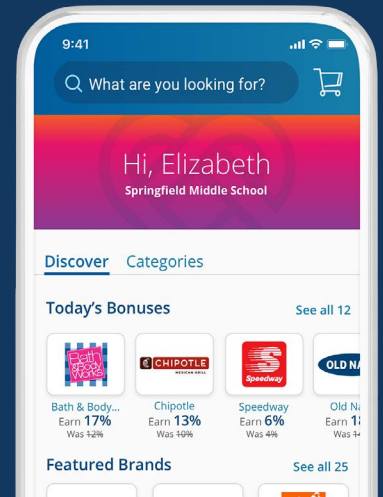 9:41
What are you looking for?
Hi, Elizabeth
Springfield Middle School
Discover Categories
Today's Bonuses See all 12
Bath & Body Works
CHIPOTLE
MEXICAN GRILL
S
Speedway
OLD NA
Bath & Body... Chipotle Speedway Old Na
Earn 17% Earn 13% Earn 6% Earn 1
Was 12% Was 10% Was 4% Was 1
Featured Brands See all 25